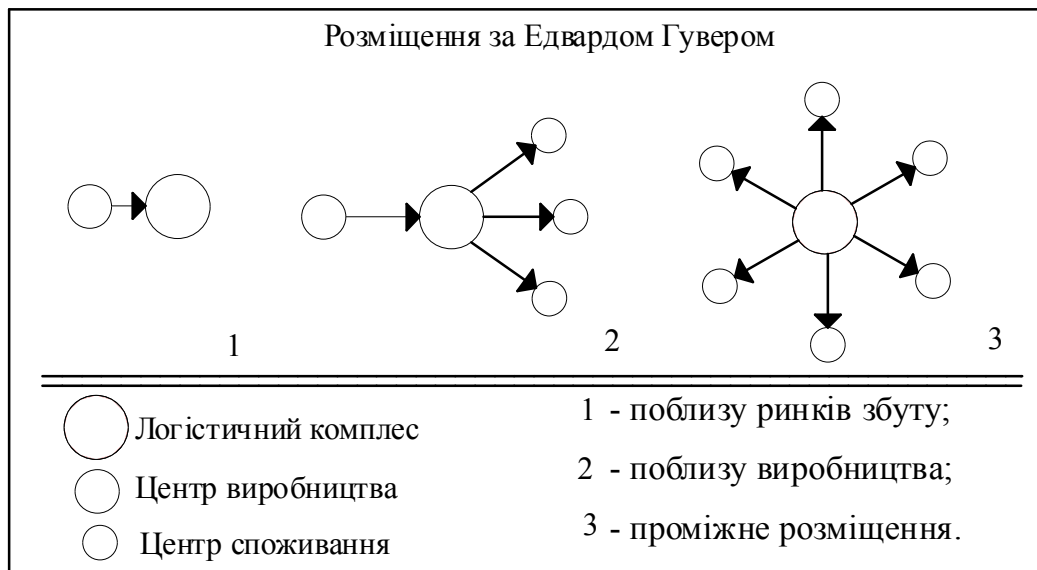 Розміщення за Едвардом Гувером
1
2
3
Логістичний комплес
Центр виробництва
Центр споживання
1 - поблизу ринків збуту;
2 - поблизу виробництва;
3 - проміжне розміщення.